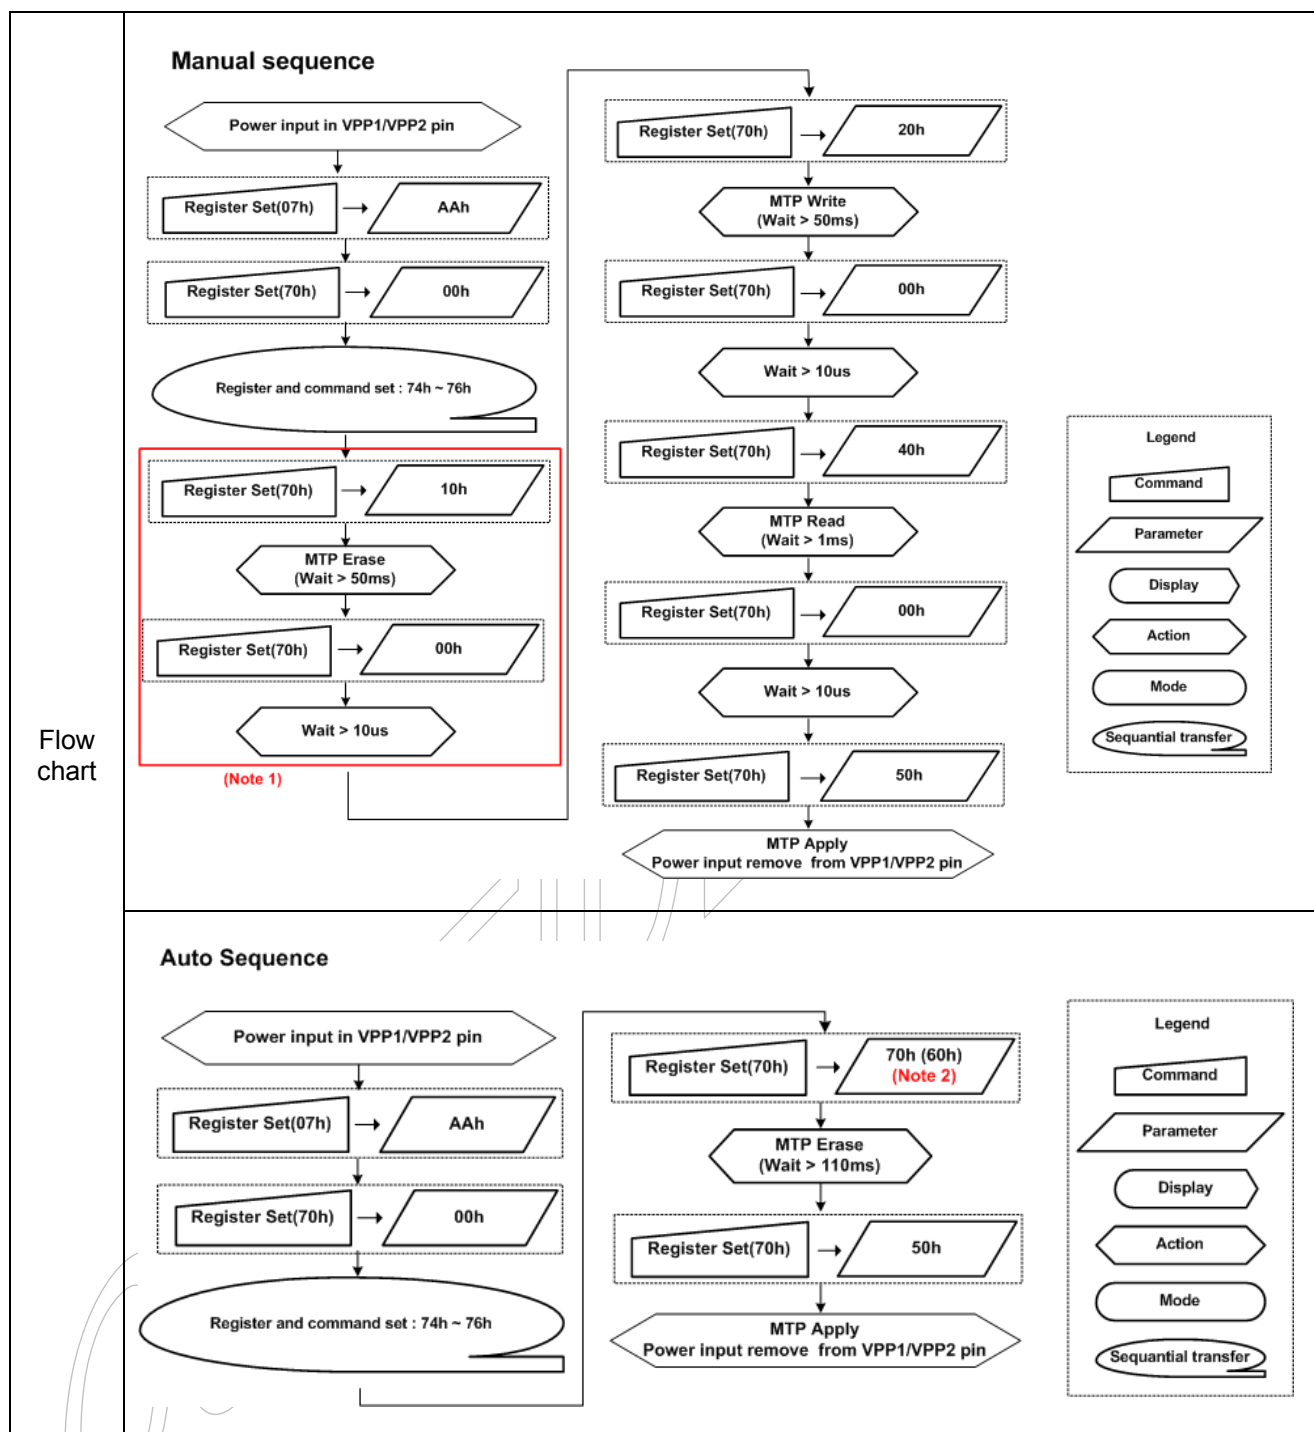 Flow
chart
Manual sequence
Power input in VPP1/VPP2 pin
Register Set(07h)
AAh
Register Set(70h)
00h
Register and command set : 74h ~ 76h
Register Set(70h)
10h
MTP Erase
(Wait > 50ms)
Register Set(70h)
00h
Wait > 10us
(Note 1)
Register Set(70h)
20h
MTP Write
(Wait > 50ms)
Register Set(70h)
00h
Wait > 10us
Register Set(70h)
40h
MTP Read
(Wait > 1ms)
Register Set(70h)
00h
Wait > 10us
Register Set(70h)
50h
MTP Apply
Power input remove from VPP1/VPP2 pin
Legend
Command
Parameter
Display
Action
Mode
Sequantial transfer
Auto Sequence
Power input in VPP1/VPP2 pin
Register Set(07h)
AAh
Register Set(70h)
00h
Register and command set : 74h ~ 76h
Register Set(70h)
70h (60h)
(Note 2)
MTP Erase
(Wait > 110ms)
Register Set(70h)
50h
MTP Apply
Power input remove from VPP1/VPP2 pin
Legend
Command
Parameter
Display
Action
Mode
Sequantial transfer